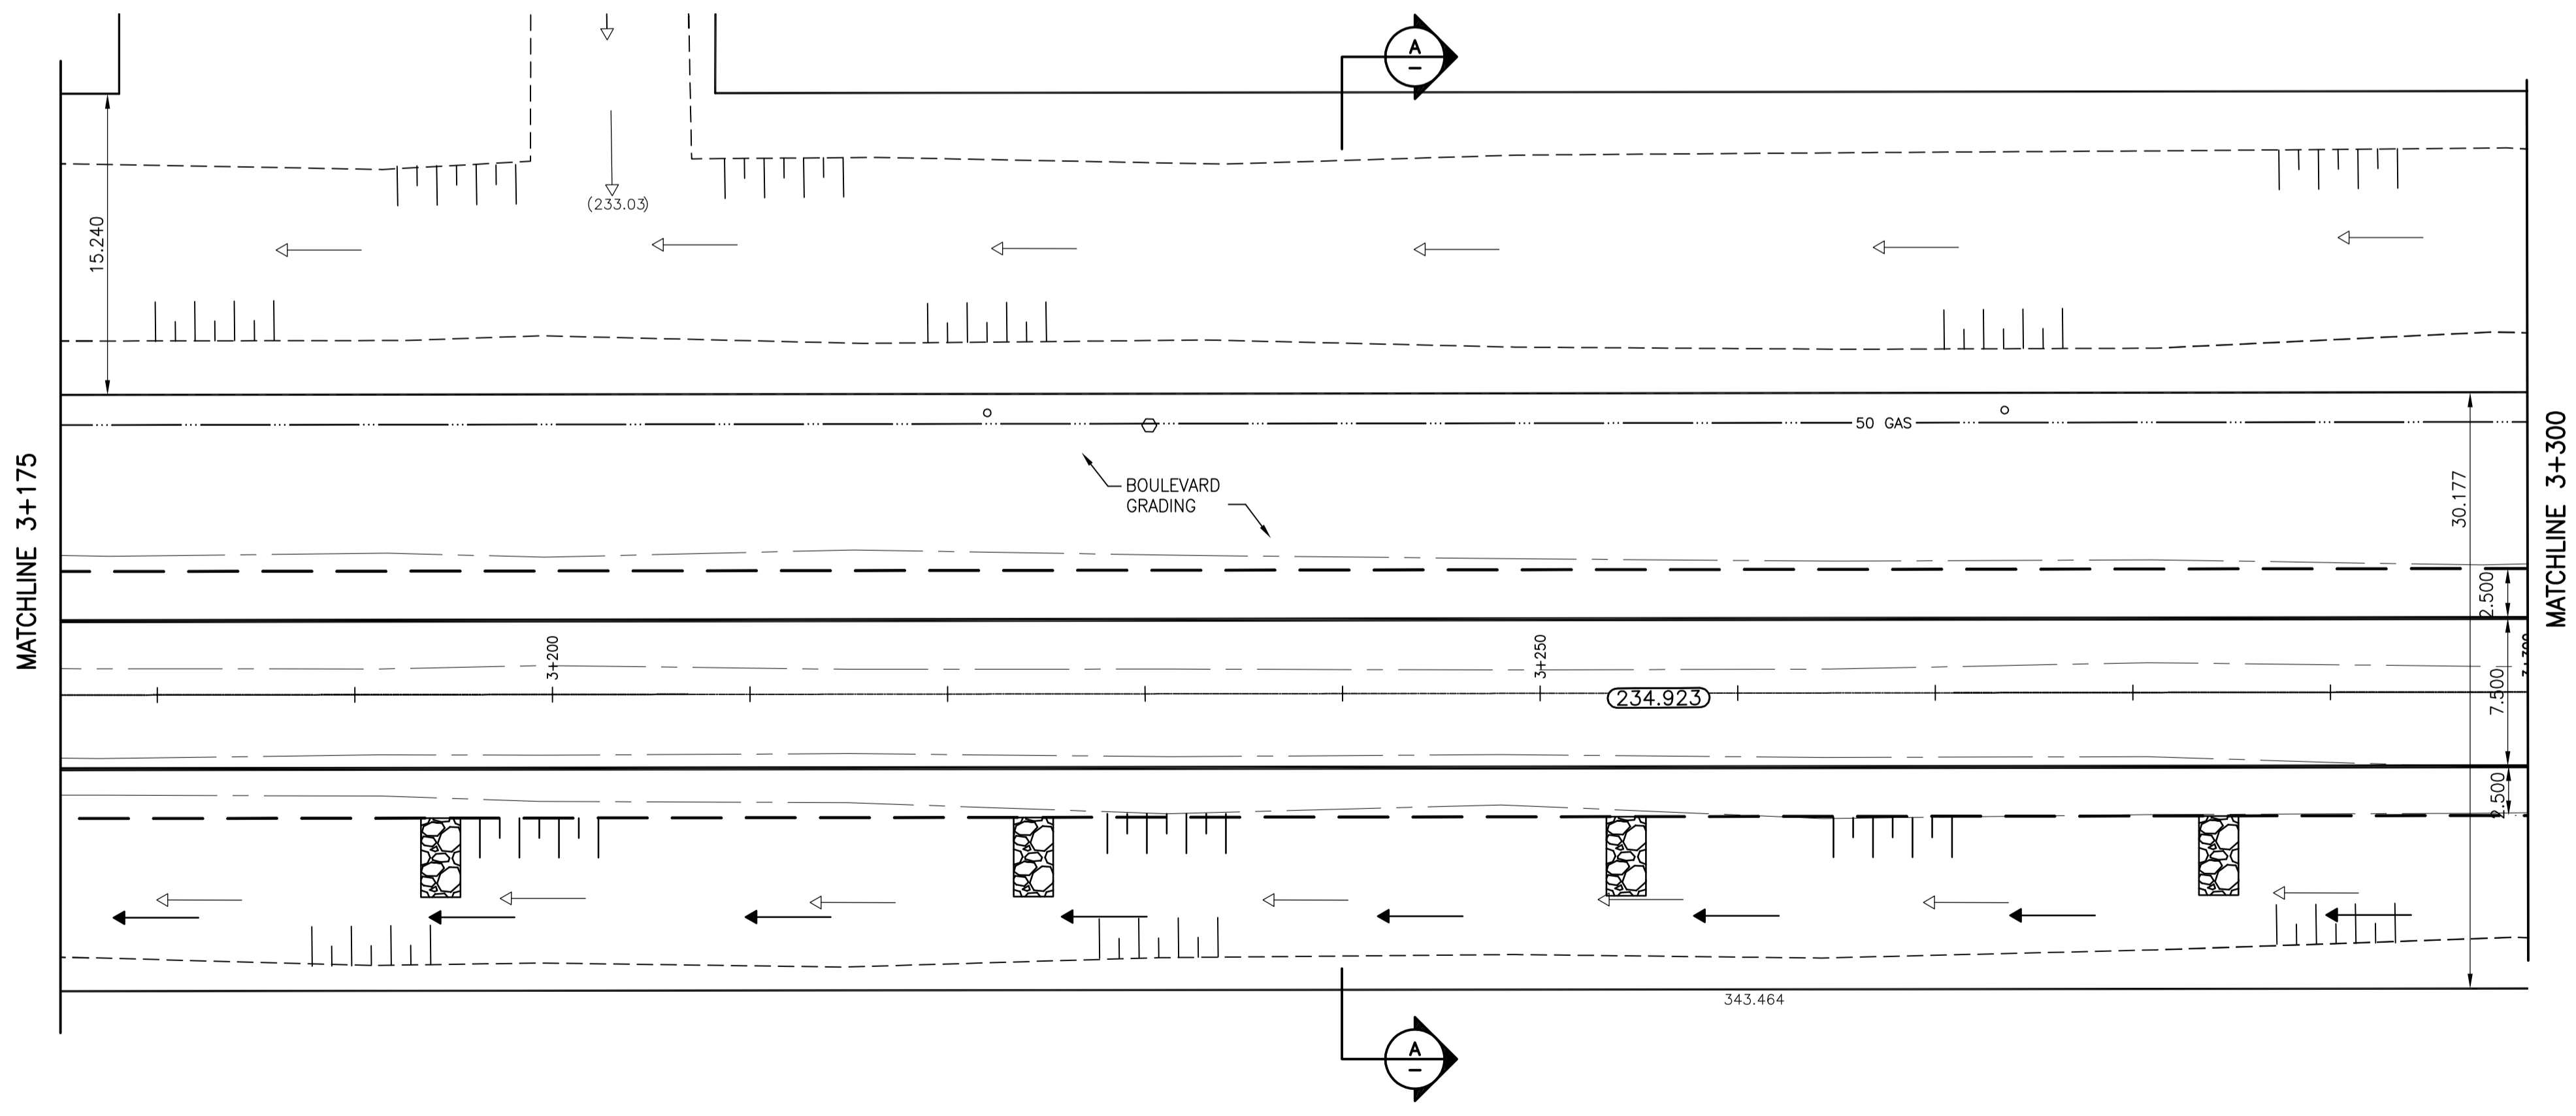 A
(233.03)
15.240
50 GAS
MATCHLINE 3+175
BOULEVARD
GRADING
30.177
MATCHLINE 3+300
2.500
3+200
3+250
7.500
234.923
2.500
343.464
A